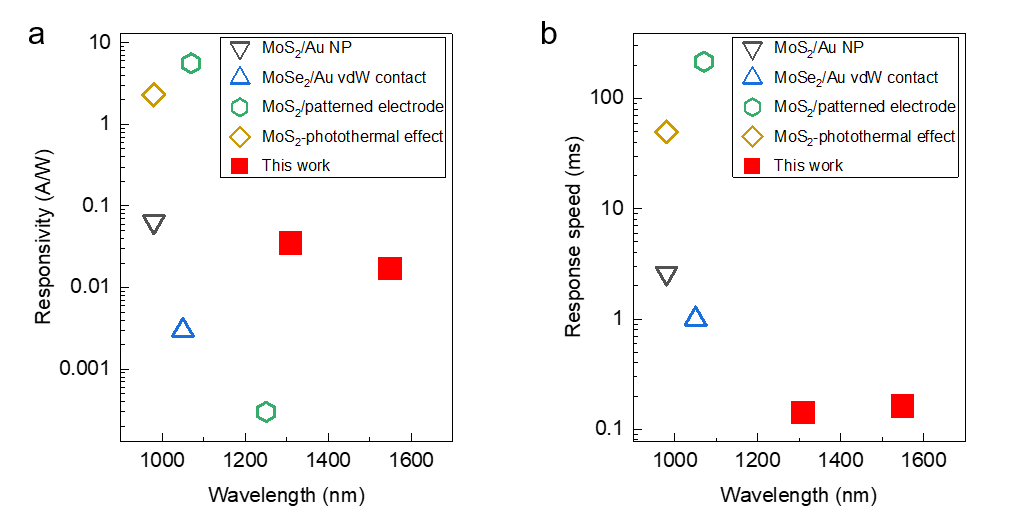 a
10
1
0.1
0.01
0.001
Responsivity (A/W)
MoS2/Au NP
MoSe2/Au vdW contact
MoS2/patterned electrode
MoS2-photothermal effect
This work
1000 1200 1400 1600
Wavelength (nm)
b
100
10
1
0.1
Response speed (ms)
MoS2/Au NP
MoSe2/Au vdW contact
MoS2/patterned electrode
MoS2-photothermal effect
This work
1000 1200 1400 1600
Wavelength (nm)